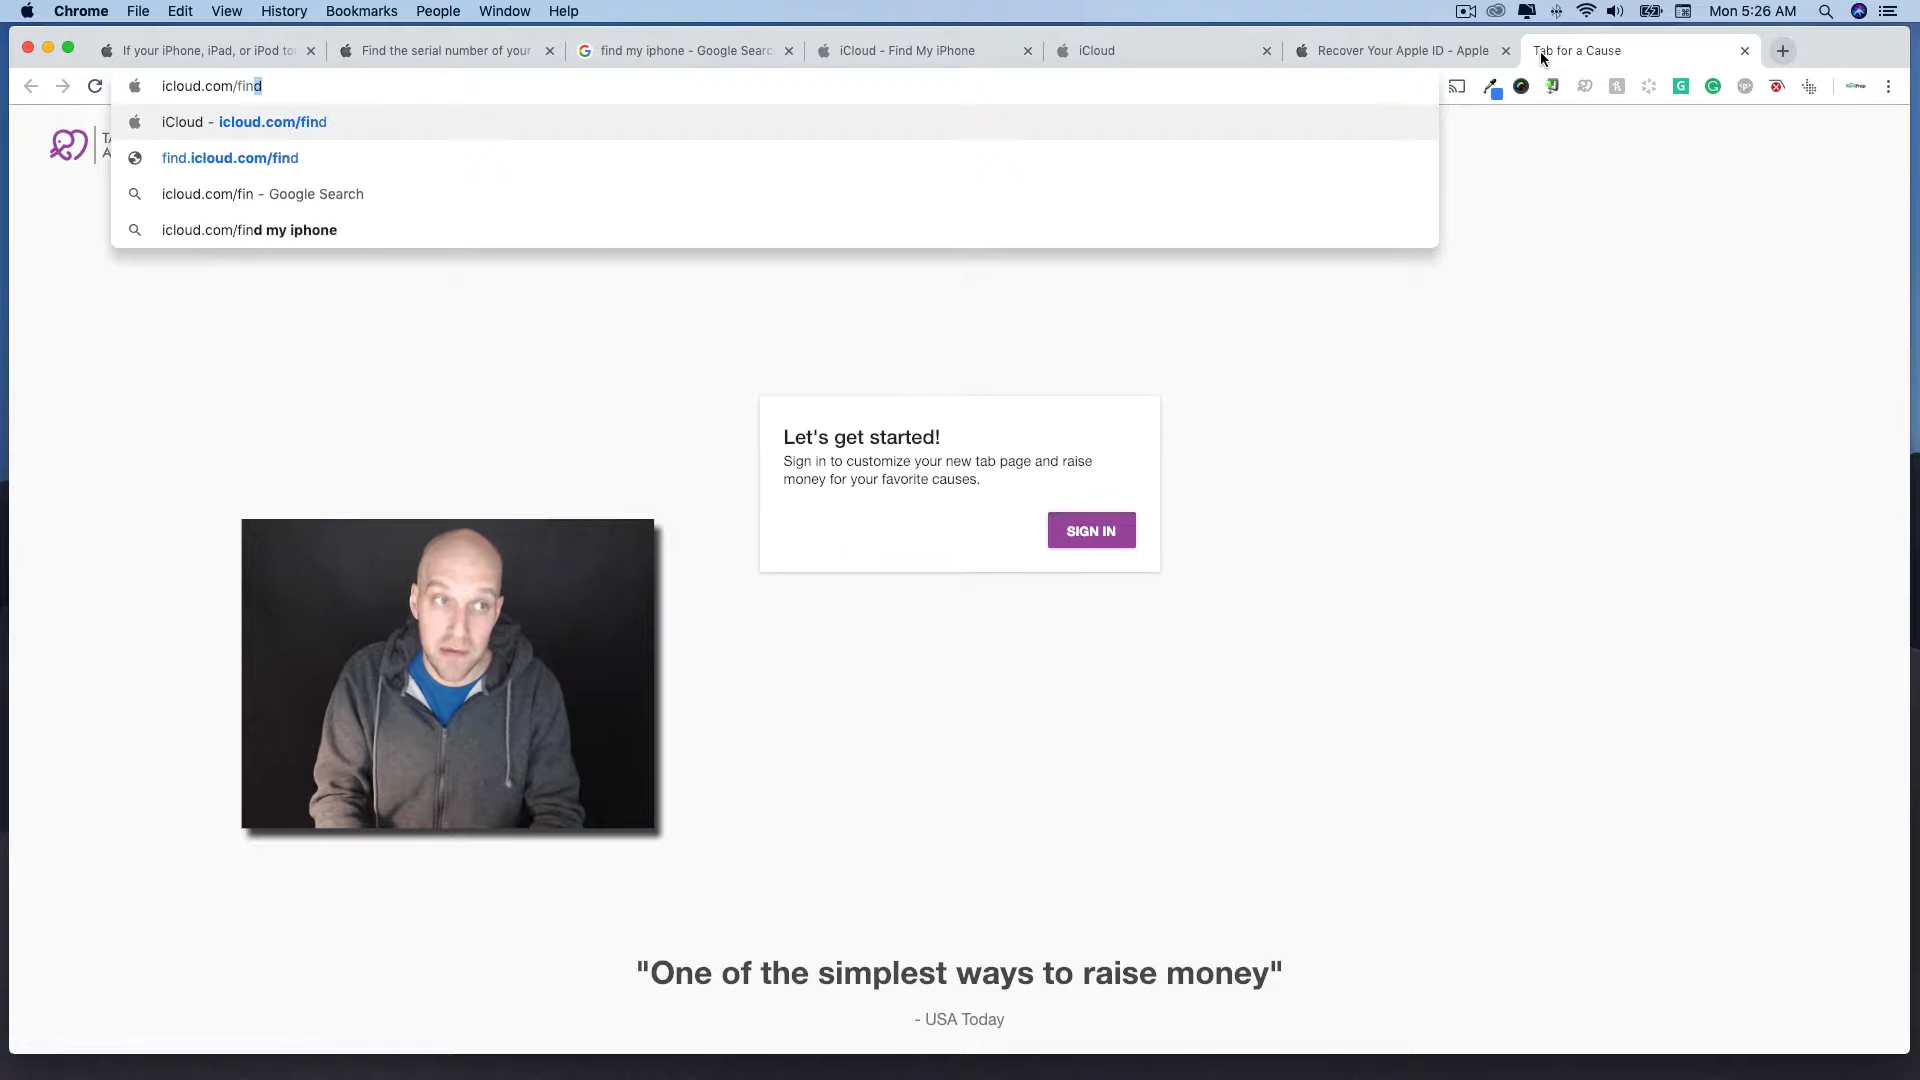 Chrome File Edit View History Bookmarks People Window Help Mon 5:26 AM
If your iPhone, iPad, or iPod to Find the serial number of your find my iphone - Google Searc iCloud - Find My iPhone iCloud Recover Your Apple ID - Apple Tab for a Cause
icloud.com/find
iCloud - icloud.com/find
find.icloud.com/find
icloud.com/fin - Google Search
icloud.com/find my iphone
Let's get started!
Sign in to customize your new tab page and raise
money for your favorite causes.
SIGN IN
"One of the simplest ways to raise money"
- USA Today